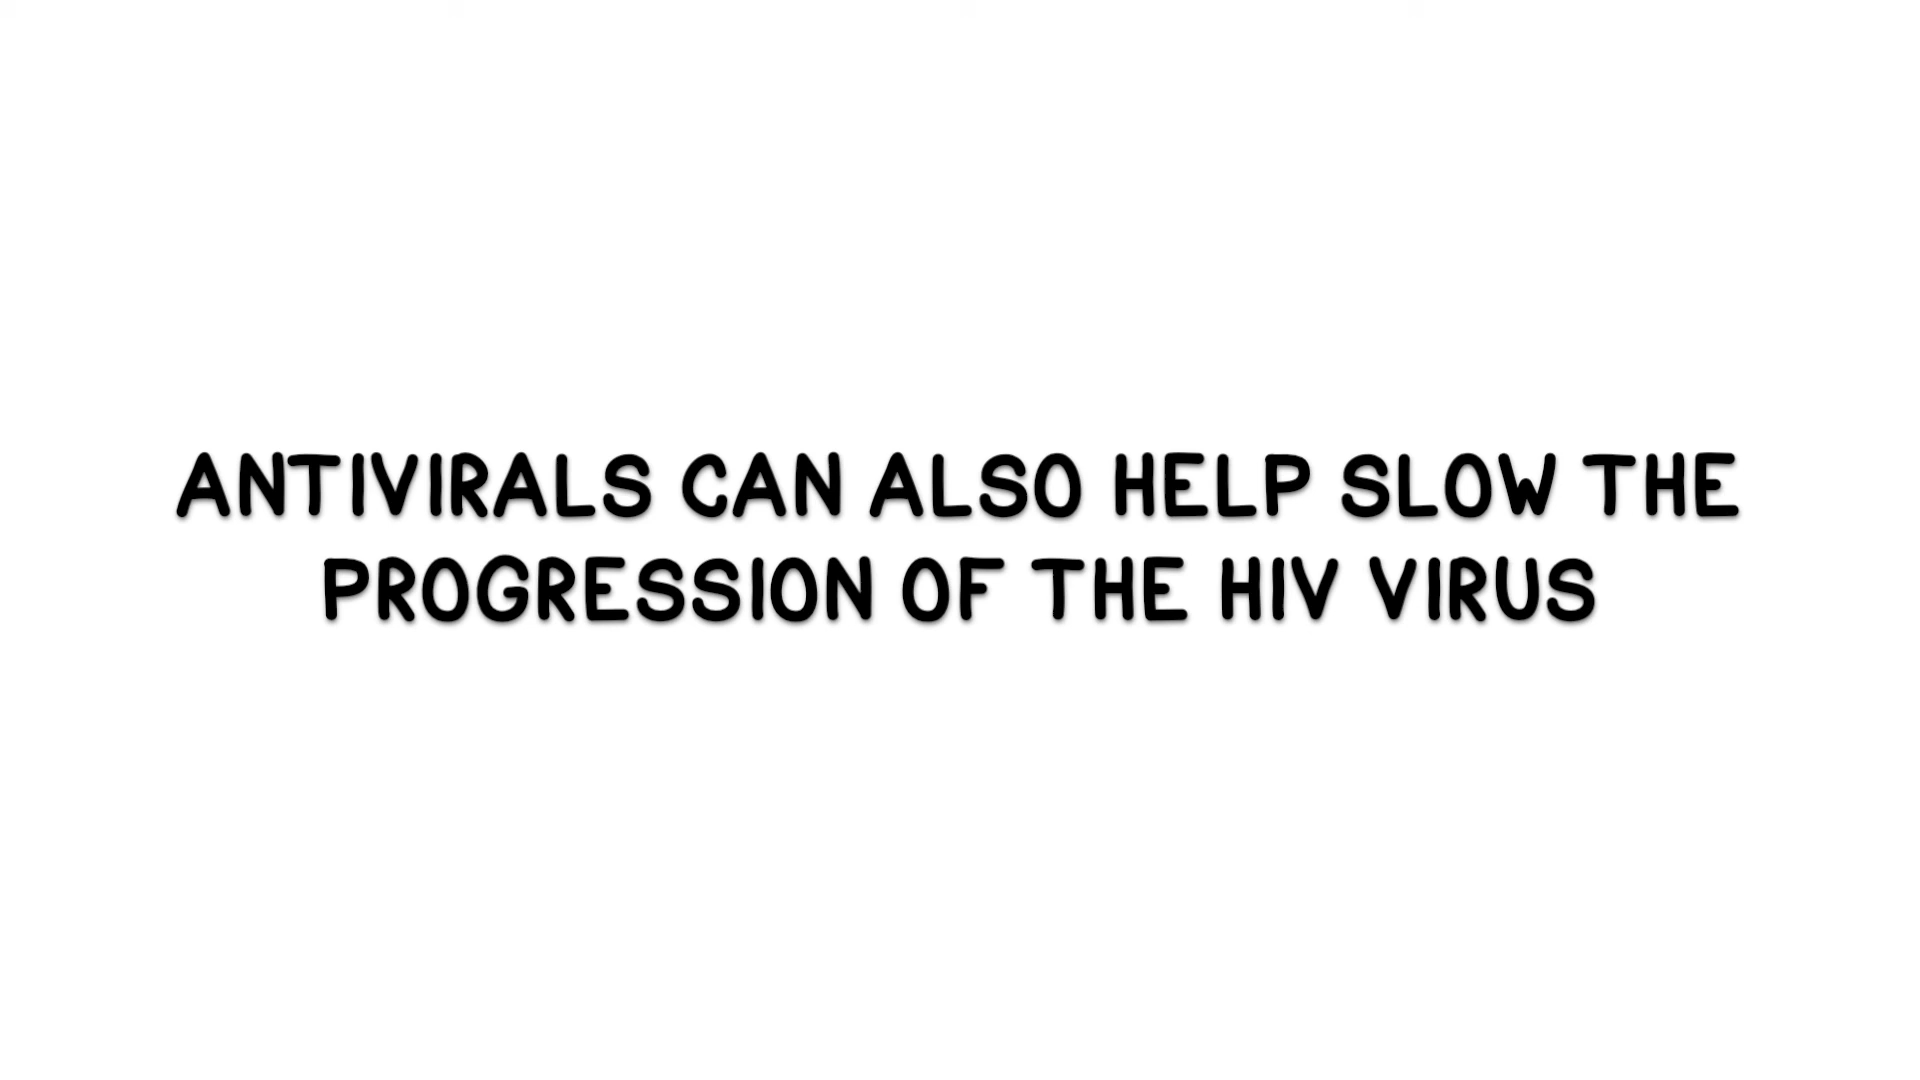 ANTIVIRALS CAN ALSO HELP SLOW THE
PROGRESSION OF THE HIV VIRUS